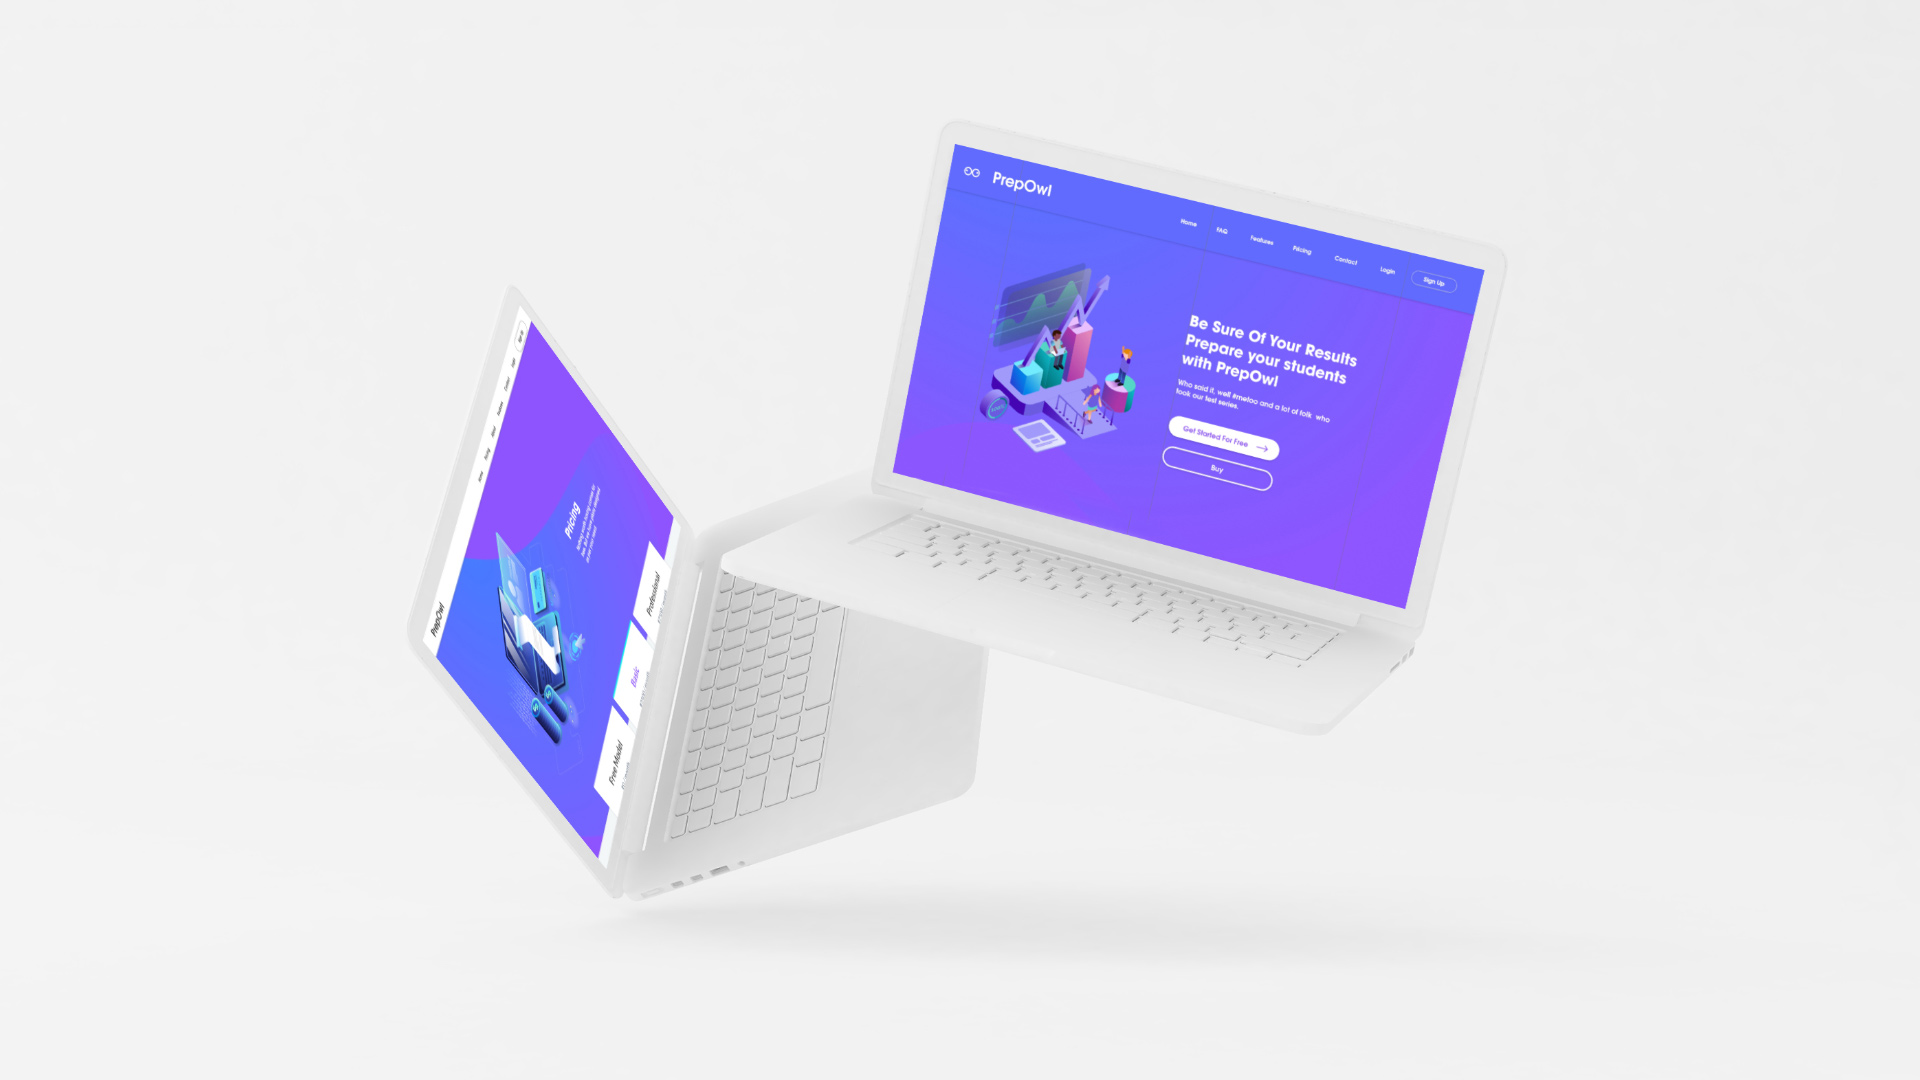 PrepOwl
Home
FAQ
Features
Pricing
Contact
Login
Sign Up
Be Sure Of Your Results
Prepare your students
with PrepOwl
Who said it, well #metoo and a lot of folk who
took our test series.
Get Started For Free
Buy
PrepOwl
Pricing
Free Model
Basic
Professional